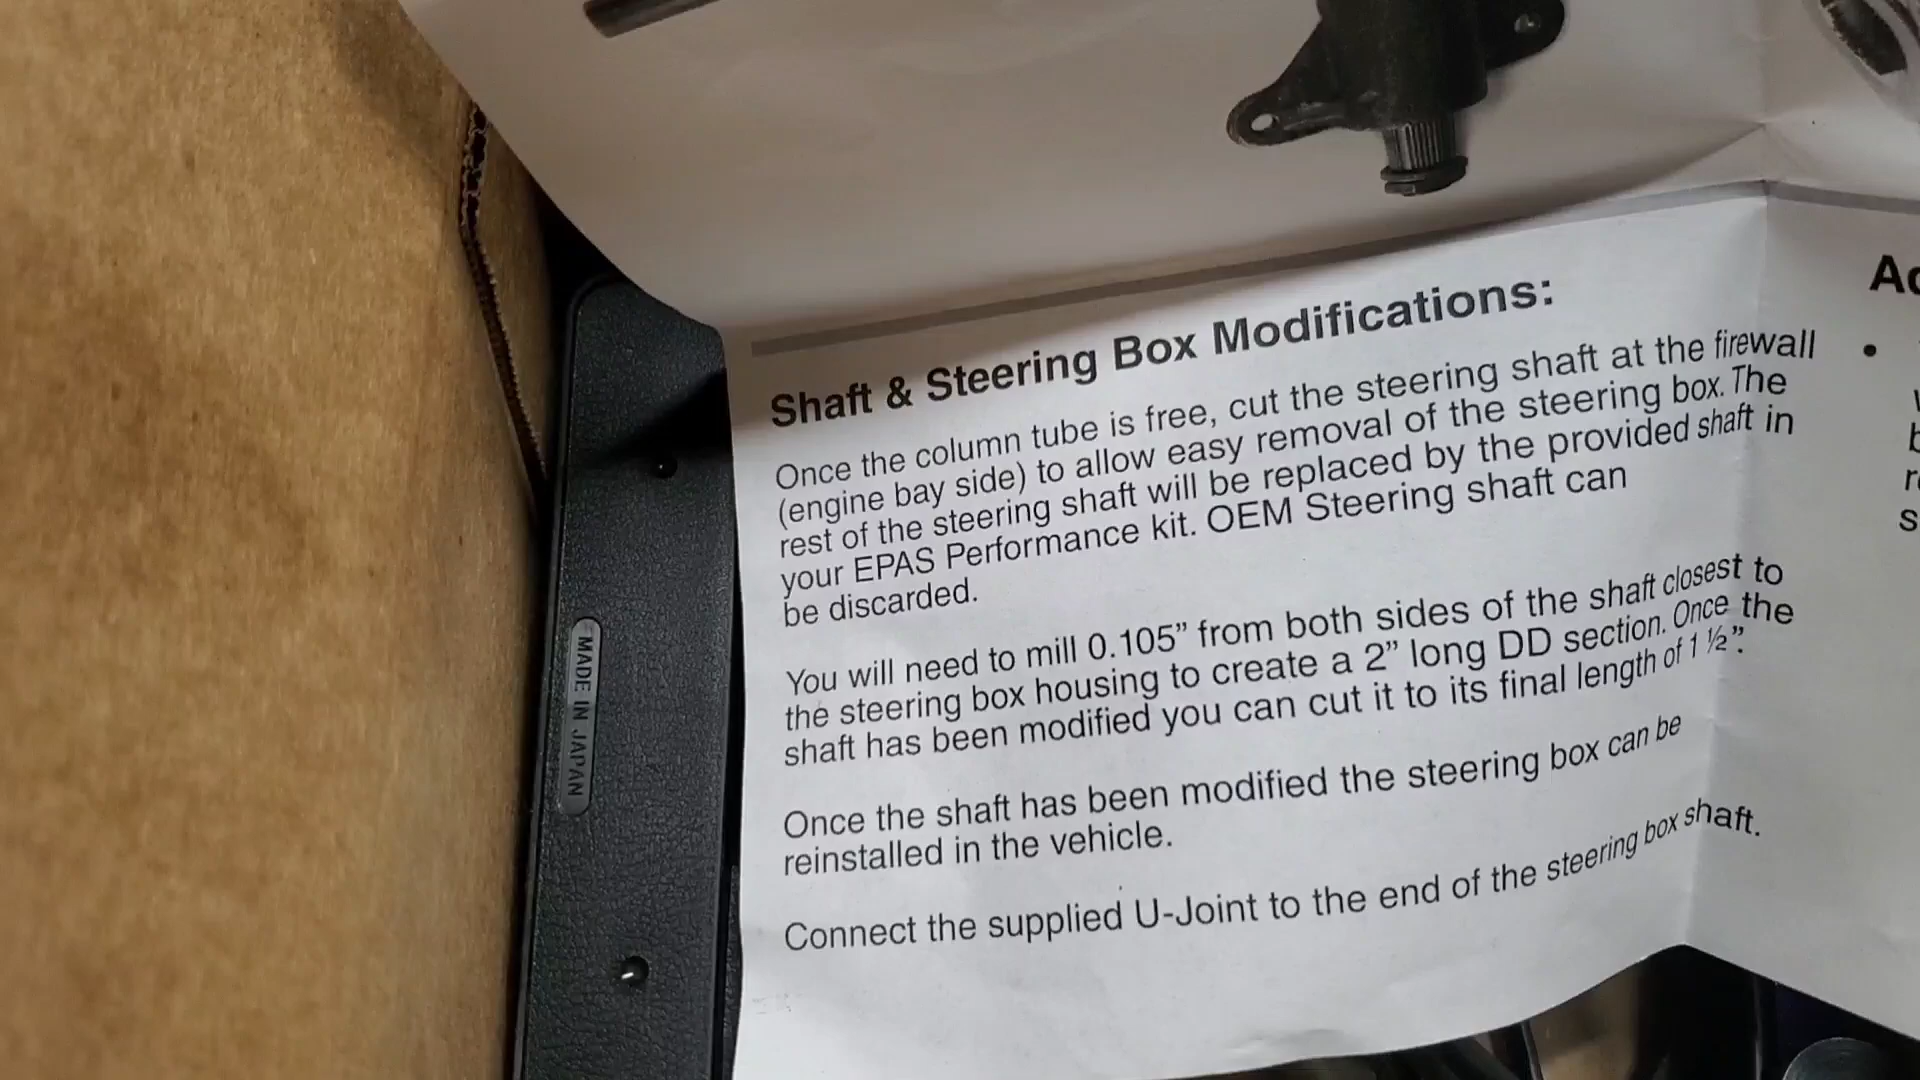 Shaft & Steering Box Modifications:
Once the column tube is free, cut the steering shaft at the firewall
(engine bay side) to allow easy removal of the steering box. The
rest of the steering shaft will be replaced by the provided shaft in
your EPAS Performance kit. OEM Steering shaft can
be discarded.
You will need to mill 0.105” from both sides of the shaft closest to
the steering box housing to create a 2” long DD section. Once the
shaft has been modified you can cut it to its final length of 1 ½”.
Once the shaft has been modified the steering box can be
reinstalled in the vehicle.
Connect the supplied U-Joint to the end of the steering box shaft.
MADE IN JAPAN